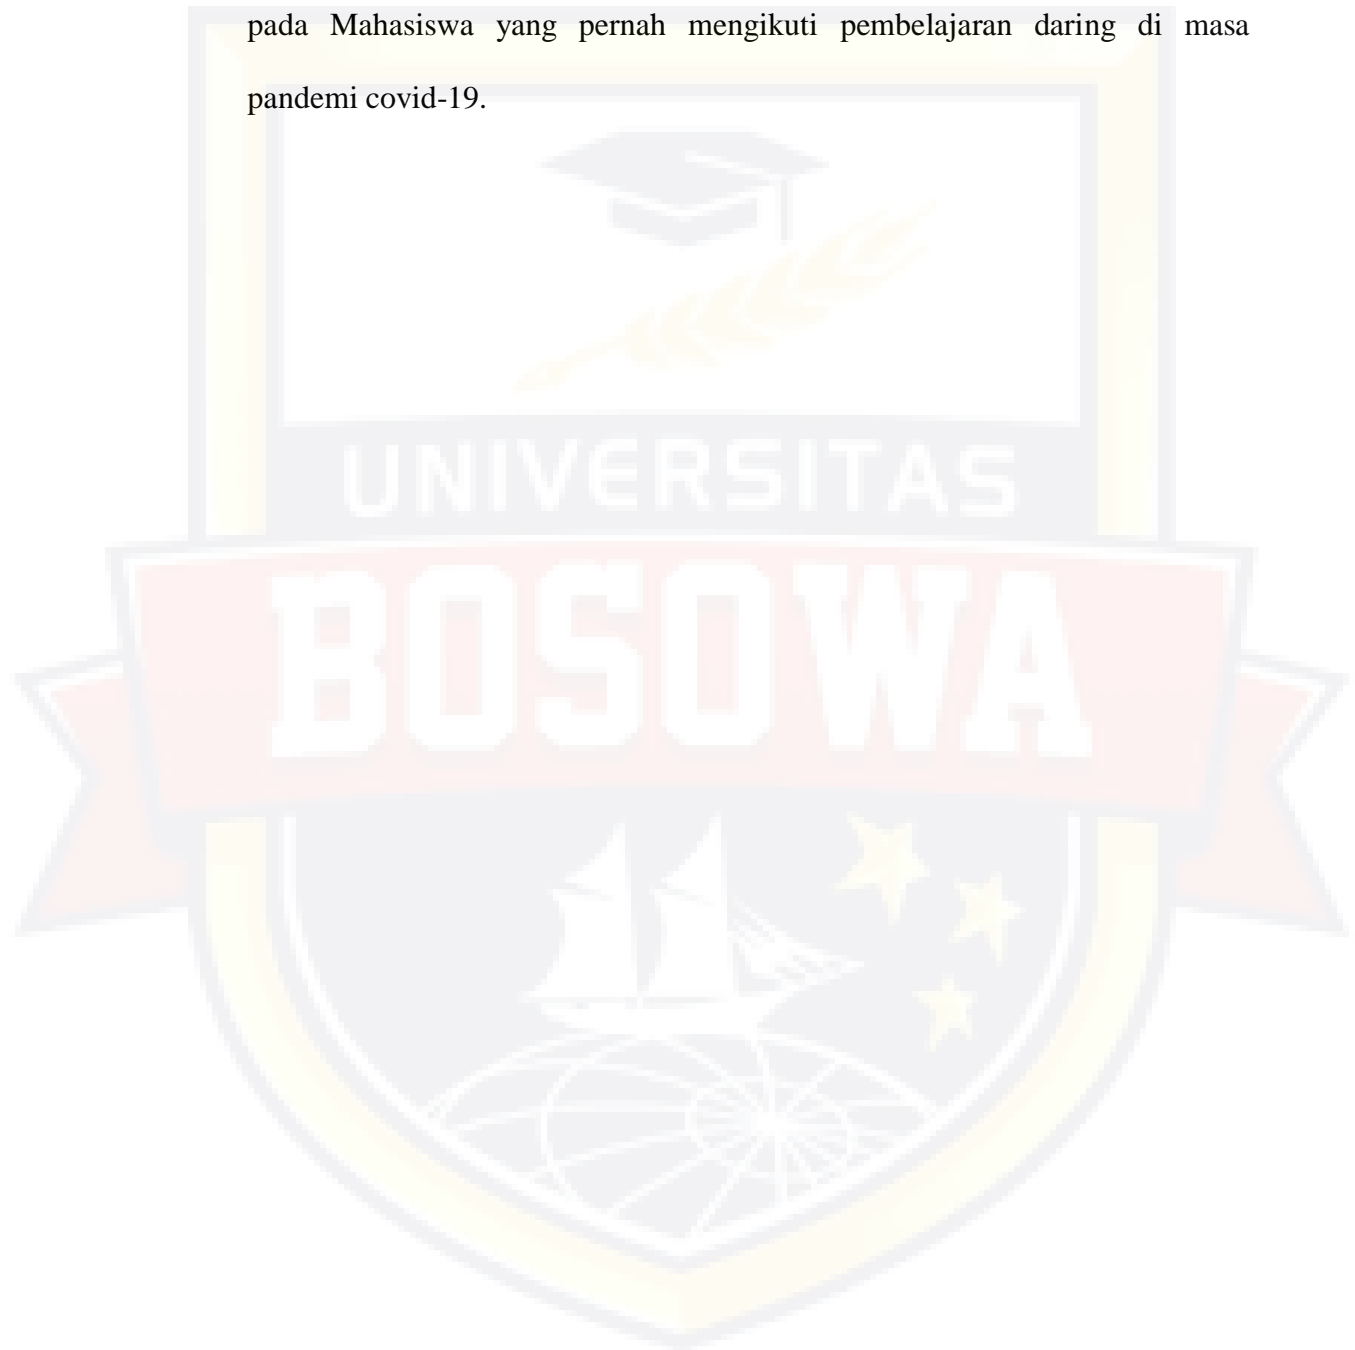 pada Mahasiswa yang pernah mengikuti pembelajaran daring di masa
pandemi covid-19.
UNIVERSITAS
BOSOWA